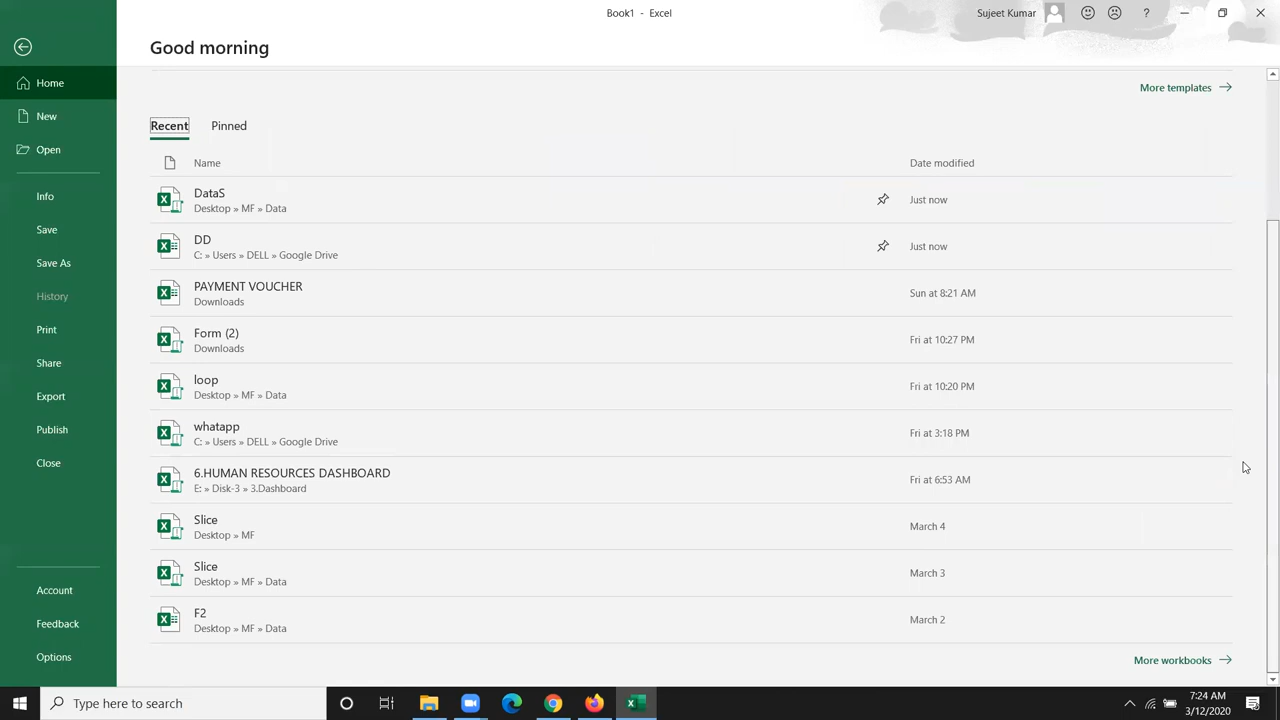 Book1 - Excel
Sujeet Kumar
?
Good morning
Home
New
Open
Info
Save
Save As
History
Print
Share
Export
Publish
Close
Account
Feedback
Options
More templates
Recent Pinned
Name Date modified
DataS
Desktop » MF » Data
Just now
DD
C: » Users » DELL » Google Drive
Just now
PAYMENT VOUCHER
Downloads
Sun at 8:21 AM
Form (2)
Downloads
Fri at 10:27 PM
loop
Desktop » MF » Data
Fri at 10:20 PM
whatapp
C: » Users » DELL » Google Drive
Fri at 3:18 PM
6.HUMAN RESOURCES DASHBOARD
E: » Disk-3 » 3.Dashboard
Fri at 6:53 AM
Slice
Desktop » MF
March 4
Slice
Desktop » MF » Data
March 3
F2
Desktop » MF » Data
March 2
More workbooks
Type here to search
7:24 AM
3/12/2020